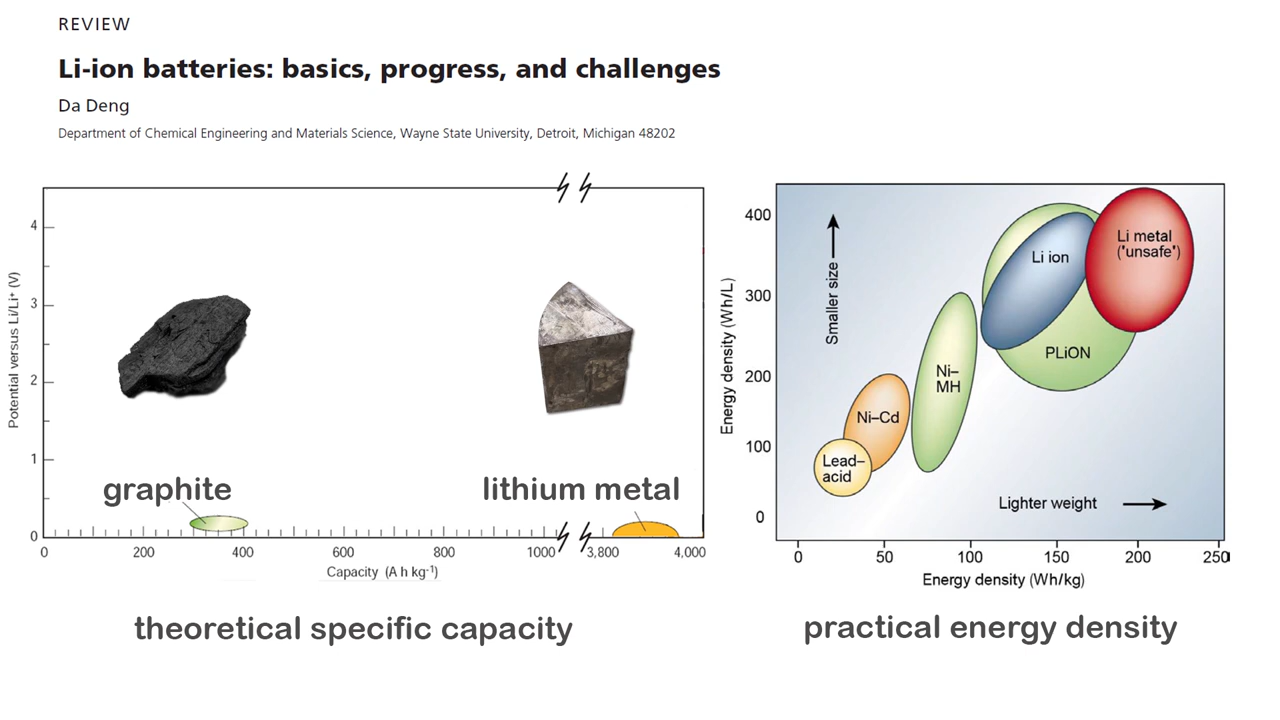 REVIEW
Li-ion batteries: basics, progress, and challenges
Da Deng
Department of Chemical Engineering and Materials Science, Wayne State University, Detroit, Michigan 48202
Potential versus Li/Li+ (V)
4
3
2
1
0
graphite
lithium metal
0
200
400
600
800
1000
3,800
4,000
Capacity (A h kg-1)
theoretical specific capacity
Energy density (Wh/L)
400
300
200
100
0
Smaller size
Li metal
('unsafe')
Li ion
PLiON
Ni–
MH
Ni–Cd
Lead–
acid
Lighter weight
0
50
100
150
200
250
Energy density (Wh/kg)
practical energy density